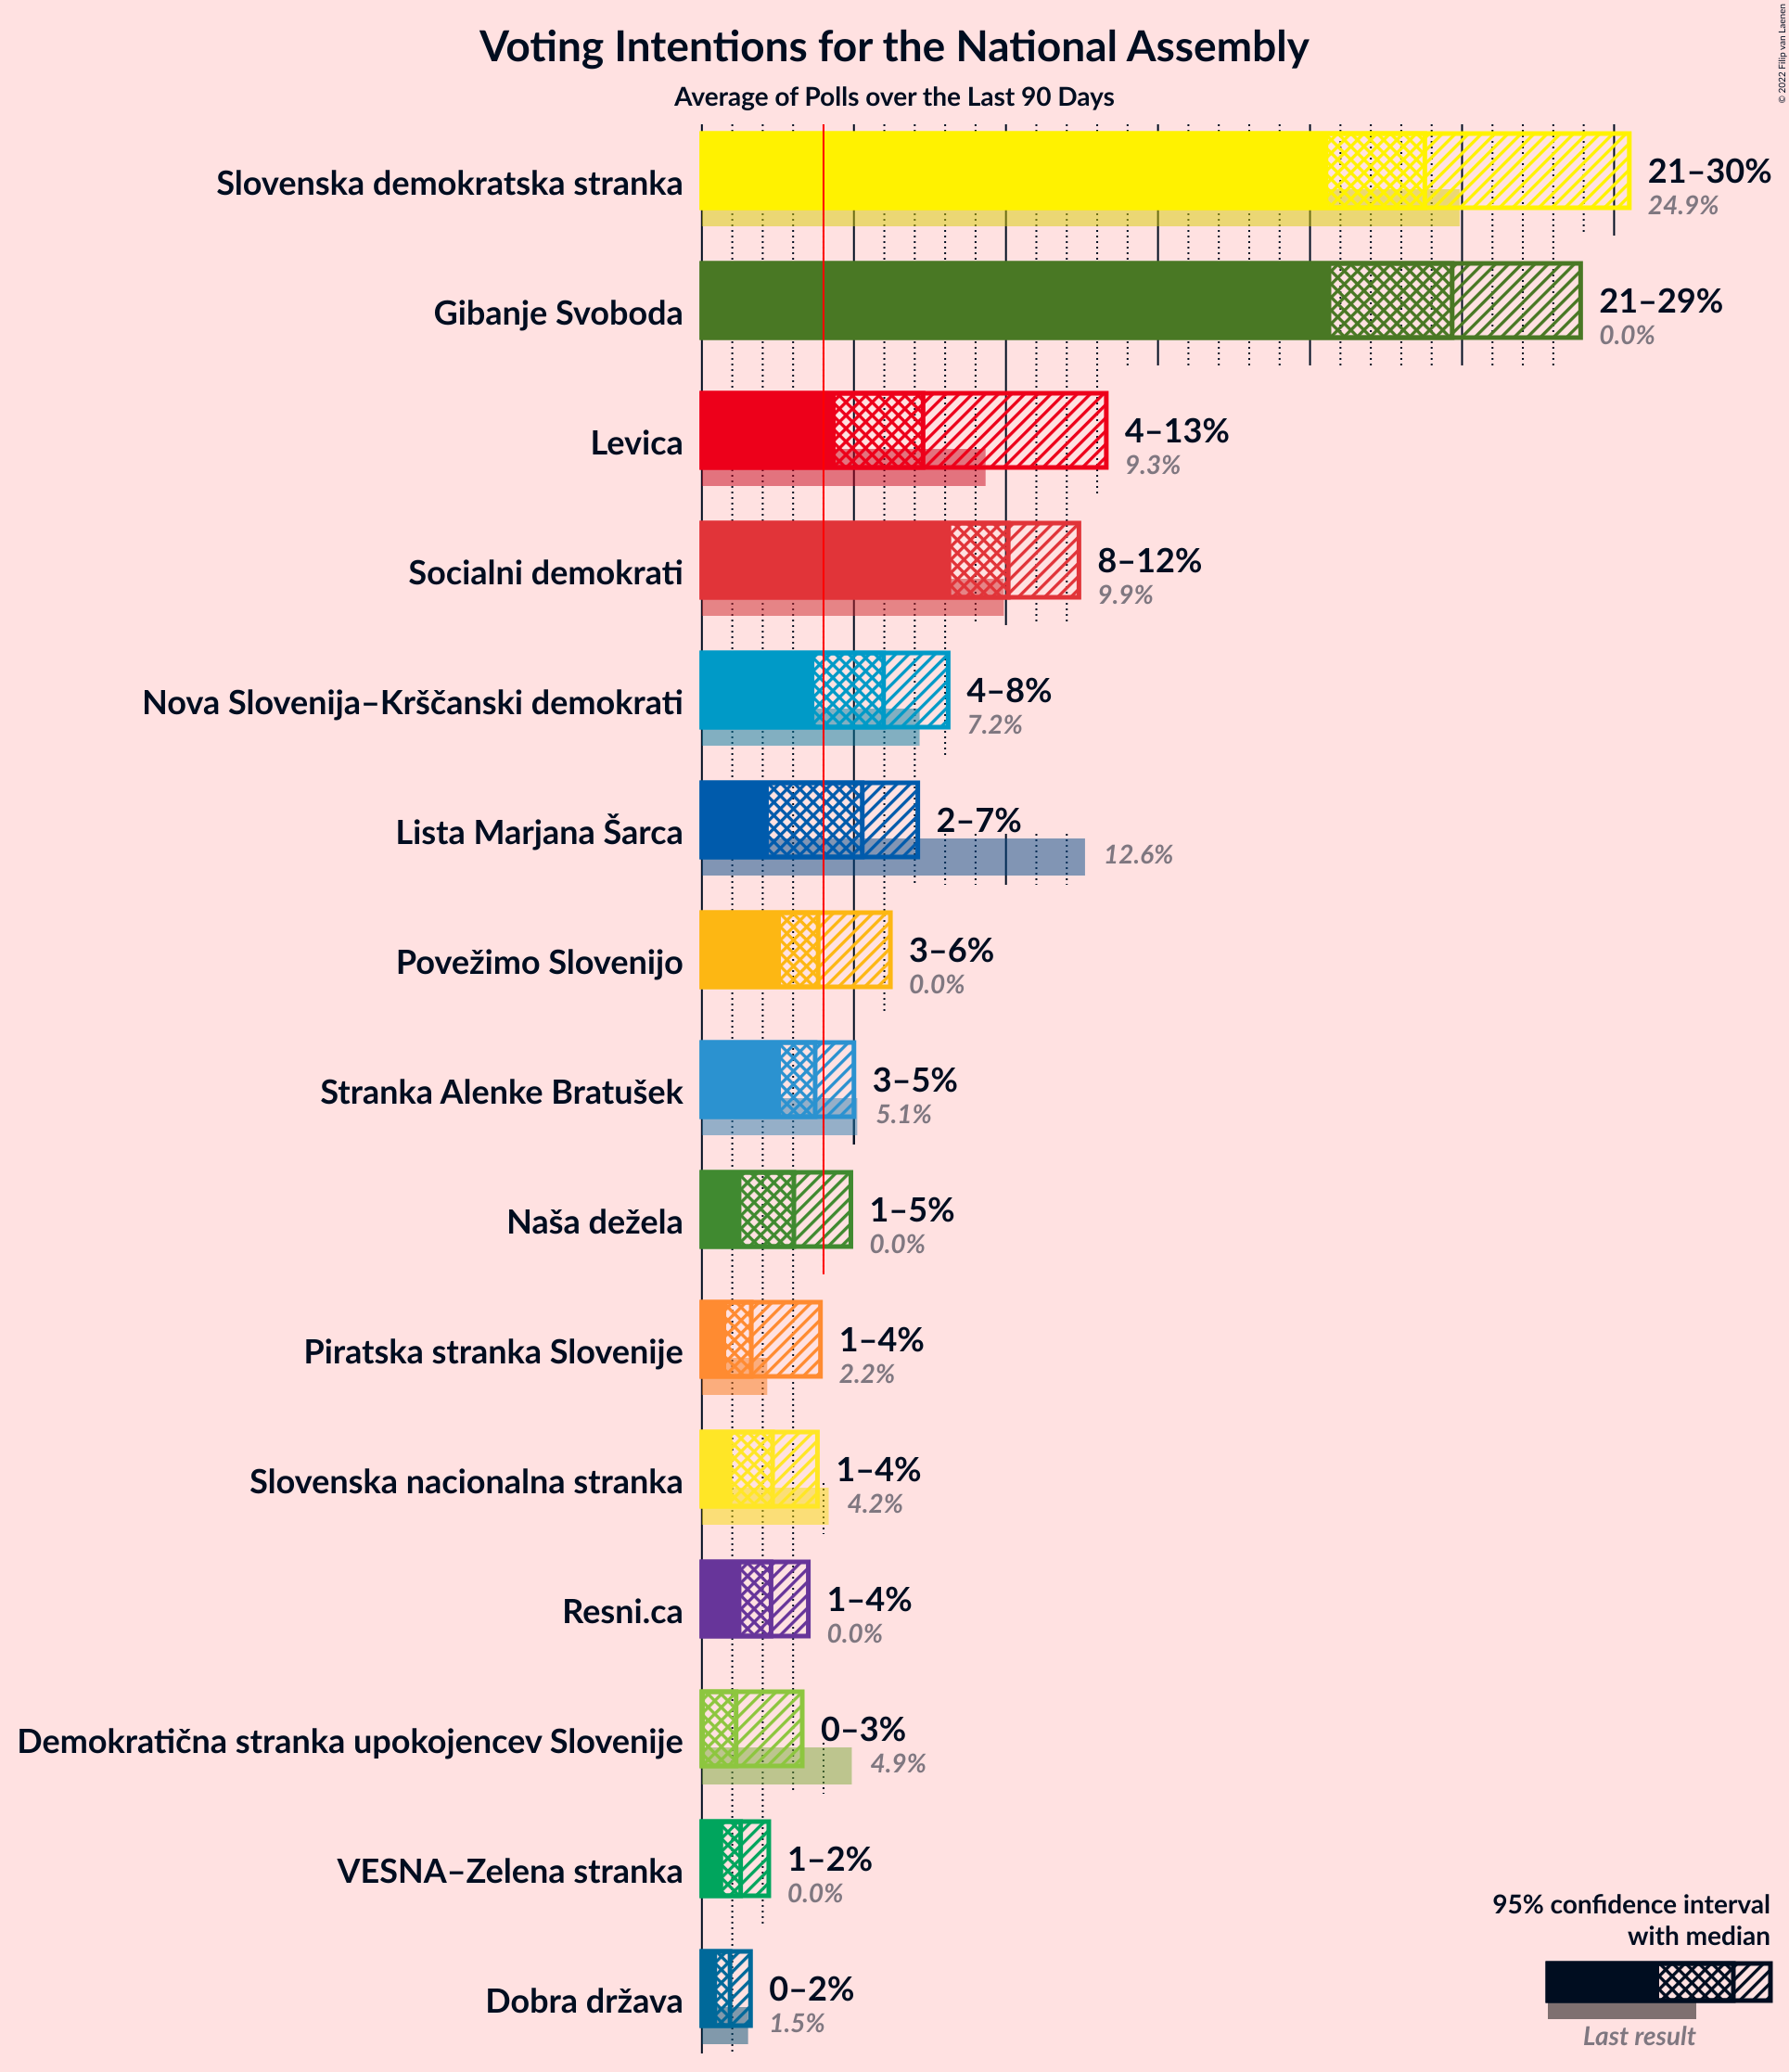 Voting Intentions for the National Assembly
Average of Polls over the Last 90 Days
© 2022 Filip van Laenen
Slovenska demokratska stranka
21–30%
24.9%
Gibanje Svoboda
21–29%
0.0%
Levica
4–13%
9.3%
Socialni demokrati
8–12%
9.9%
Nova Slovenija–Krščanski demokrati
4–8%
7.2%
Lista Marjana Šarca
2–7%
12.6%
Povežimo Slovenijo
3–6%
0.0%
Stranka Alenke Bratušek
3–5%
5.1%
Naša dežela
1–5%
0.0%
Piratska stranka Slovenije
1–4%
2.2%
Slovenska nacionalna stranka
1–4%
4.2%
Resni.ca
1–4%
0.0%
Demokratična stranka upokojencev Slovenije
0–3%
4.9%
VESNA–Zelena stranka
1–2%
0.0%
Dobra država
0–2%
1.5%
95% confidence interval
with median
Last result